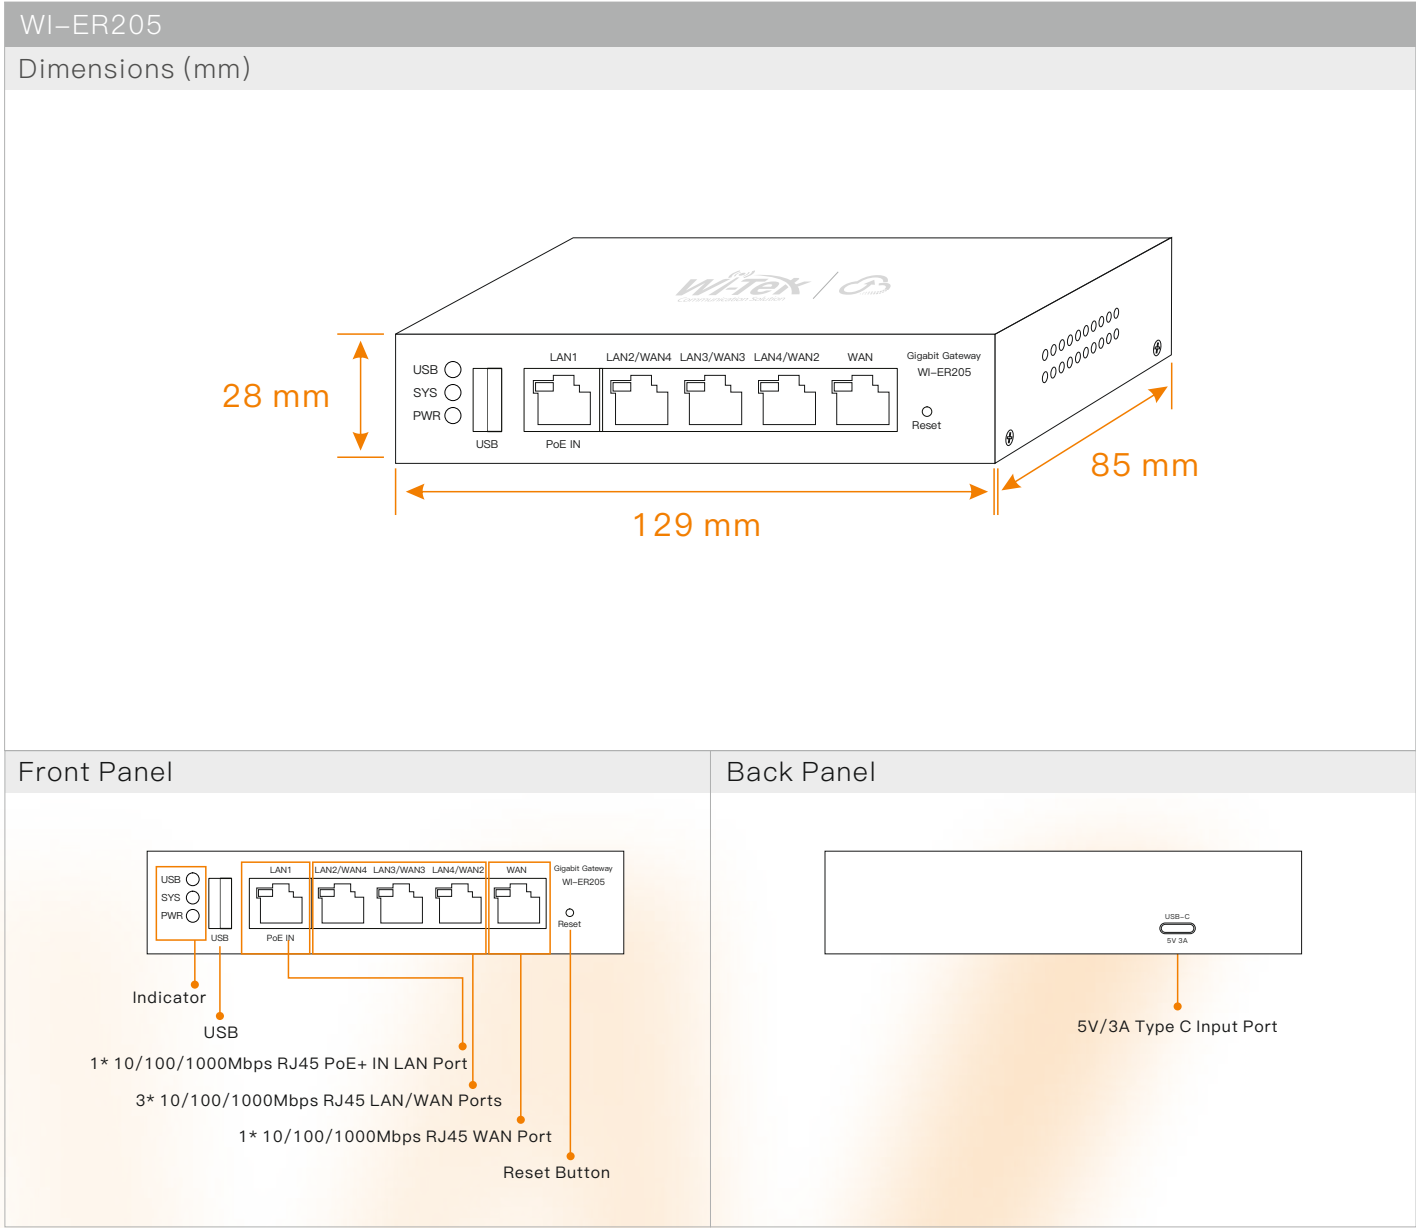 WI-ER205
Dimensions (mm)
Wi-Tek
Communication Solution
LAN1 LAN2/WAN4 LAN3/WAN3 LAN4/WAN2 WAN Gigabit Gateway
WI-ER205
USB
SYS
PWR
Reset
USB PoE IN
28 mm
85 mm
129 mm
Front Panel
Back Panel
LAN1 LAN2/WAN4 LAN3/WAN3 LAN4/WAN2 WAN Gigabit Gateway
WI-ER205
USB
SYS
PWR
Reset
USB PoE IN
Indicator
USB
1* 10/100/1000Mbps RJ45 PoE+ IN LAN Port
3* 10/100/1000Mbps RJ45 LAN/WAN Ports
1* 10/100/1000Mbps RJ45 WAN Port
Reset Button
USB-C
5V 3A
5V/3A Type C Input Port